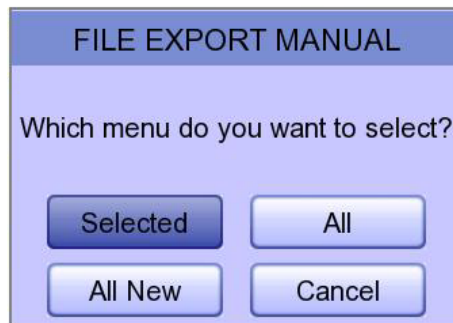 FILE EXPORT MANUAL
Which menu do you want to select?
Selected
All
All New
Cancel